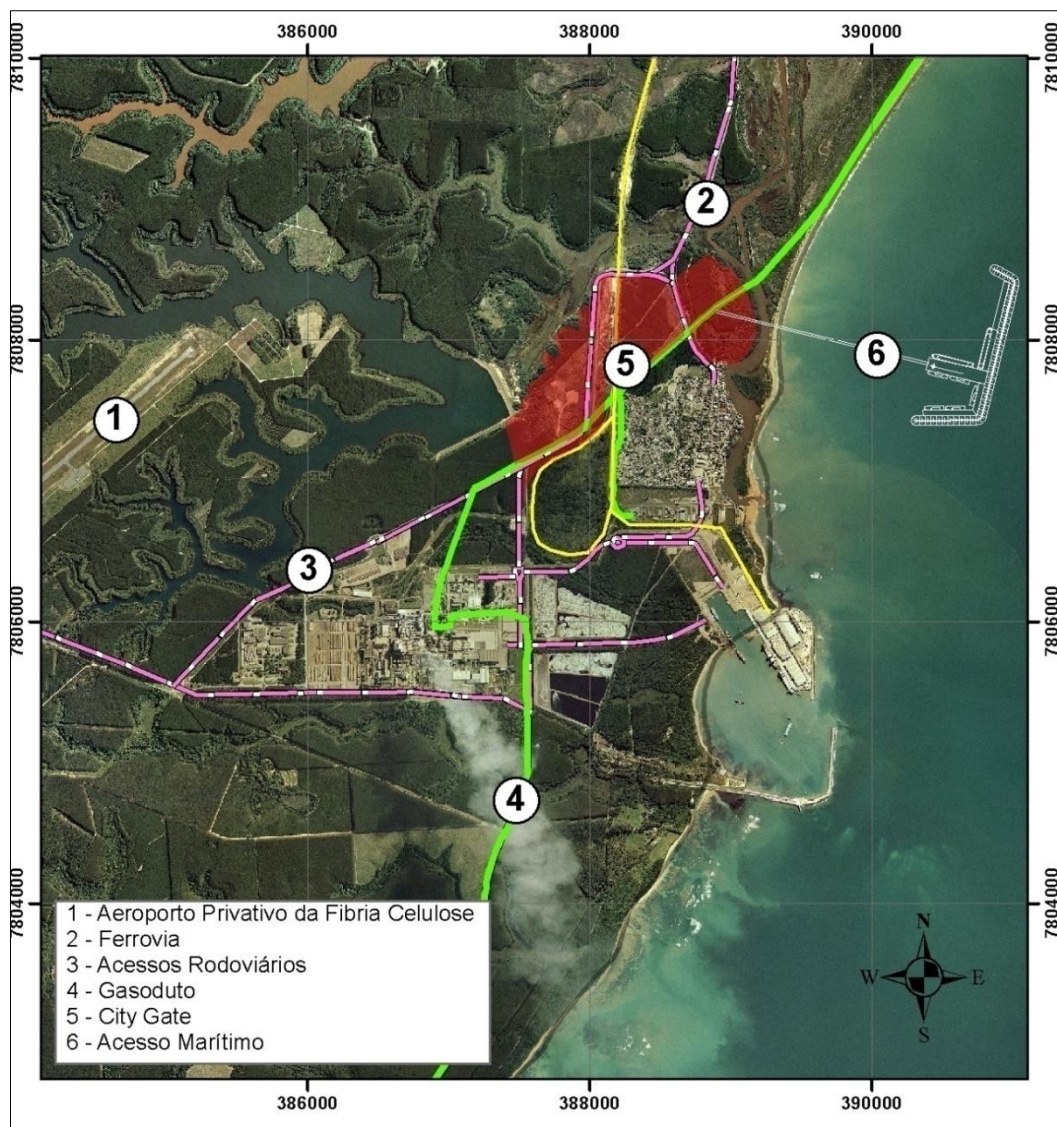 386000 388000 390000
7810000 7810000
2
7808000 7808000
6
5
1
3
7806000 7806000
4
7804000 7804000
1 - Aeroporto Privativo da Fibria Celulose
2 - Ferrovia
3 - Acessos Rodoviários
4 - Gasoduto
5 - City Gate
6 - Acesso Marítimo
N
W E
S
386000 388000 390000